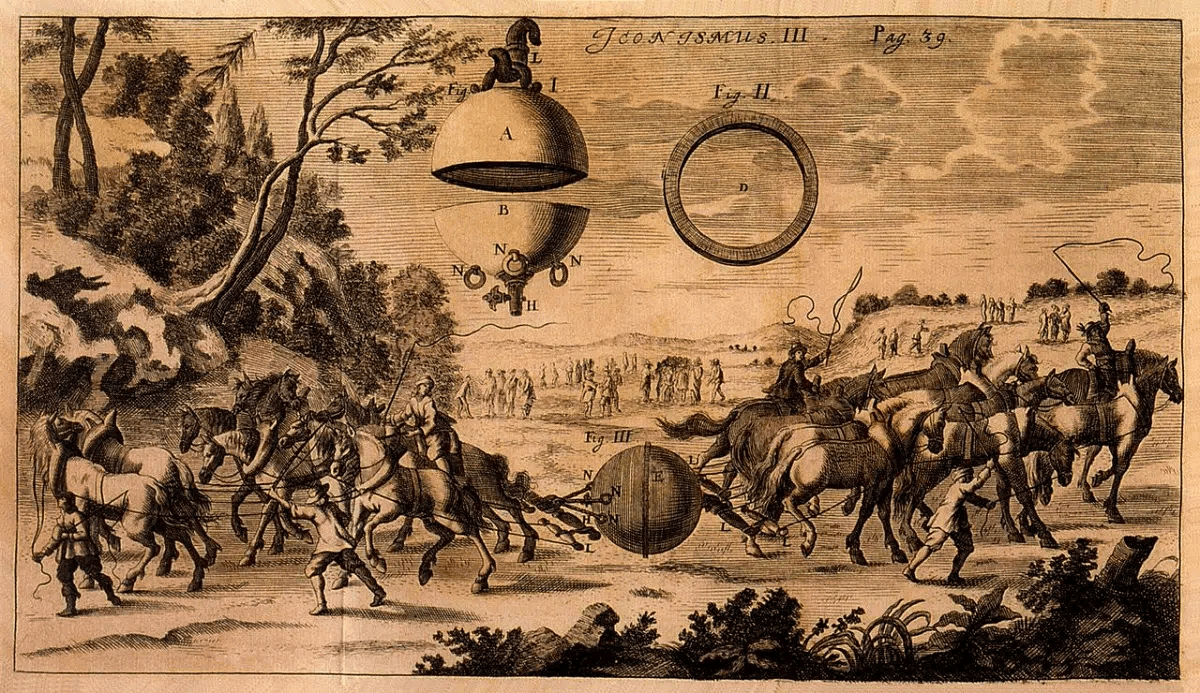 ICONISMUS. III. Pag. 39.
L
Fig. I
A
Fig. II
D
B
N
N N
H
Fig. III
N N
E
N
L
L